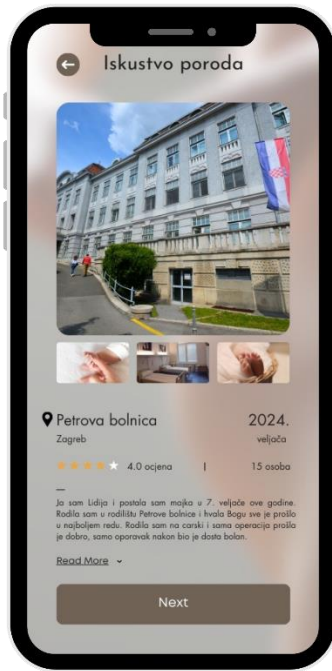 Iskustvo poroda
Petrova bolnica 2024.
Zagreb veljača
4.0 ocjena | 15 osoba
Ja sam Lidija i postala sam majka u 7. veljače ove godine.
Rodila sam u rodilištu Petrove bolnice i hvala Bogu sve je prošlo
u najboljem redu. Rodila sam na carski i sama operacija prošla
je dobro, samo oporavak nakon bio je dosta bolan.
Read More
Next